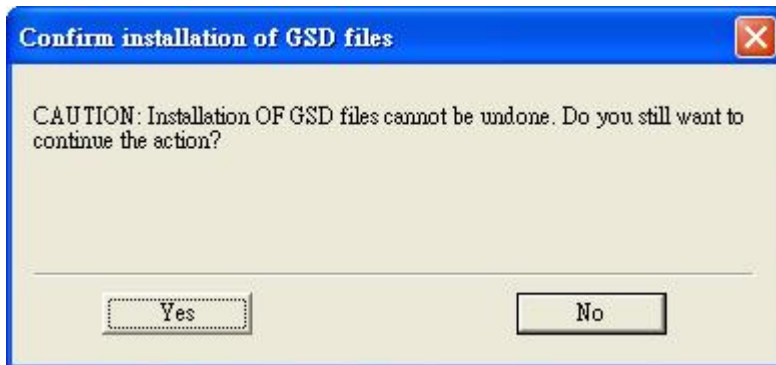 Confirm installation of GSD files
CAUTION: Installation OF GSD files cannot be undone. Do you still want to
continue the action?
Yes
No